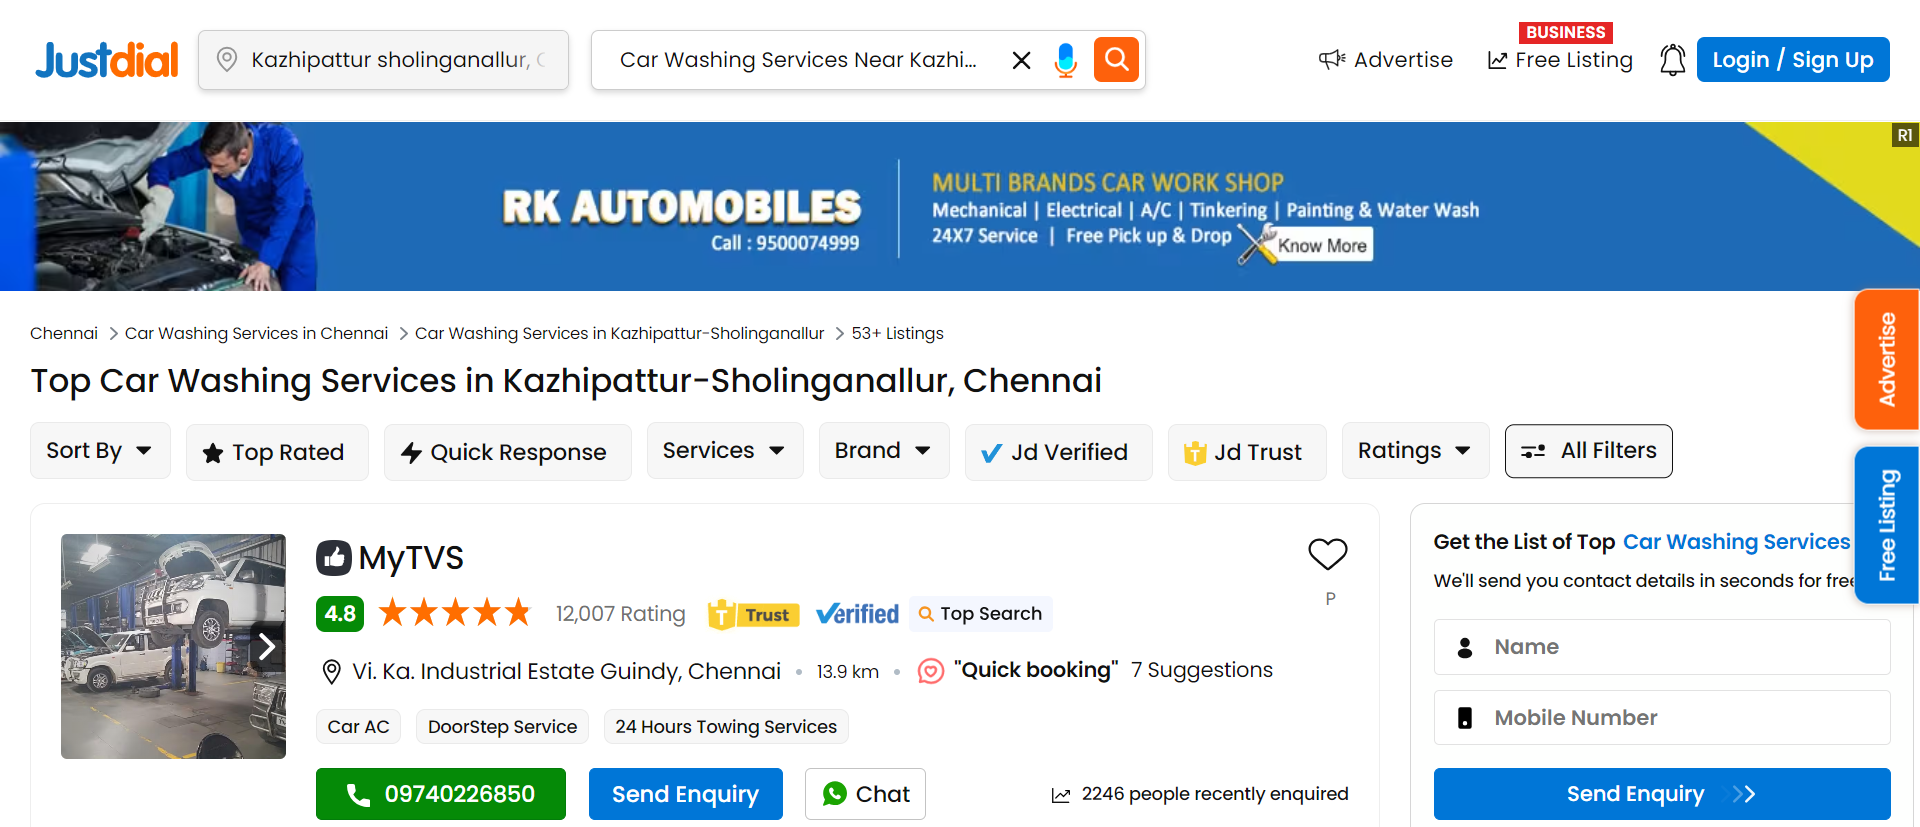 Justdial
Kazhipattur sholinganallur,
Car Washing Services Near Kazhi...
Advertise
BUSINESS
Free Listing
Login / Sign Up
R1
RK AUTOMOBILES
Call : 9500074999
MULTI BRANDS CAR WORK SHOP
Mechanical | Electrical | A/C | Tinkering | Painting & Water Wash
24X7 Service | Free Pick up & Drop
Know More
Chennai > Car Washing Services in Chennai > Car Washing Services in Kazhipattur-Sholinganallur > 53+ Listings
Top Car Washing Services in Kazhipattur-Sholinganallur, Chennai
Sort By
Top Rated
Quick Response
Services
Brand
Jd Verified
T Jd Trust
Ratings
All Filters
Advertise
Free Listing
MyTVS
4.8
12,007 Rating
T Trust
Verified
Top Search
P
Vi. Ka. Industrial Estate Guindy, Chennai • 13.9 km • "Quick booking" 7 Suggestions
Car AC
DoorStep Service
24 Hours Towing Services
09740226850
Send Enquiry
Chat
2246 people recently enquired
Get the List of Top Car Washing Services
We'll send you contact details in seconds for free
Name
Mobile Number
Send Enquiry